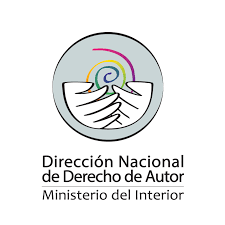 Dirección Nacional
de Derecho de Autor
Ministerio del Interior